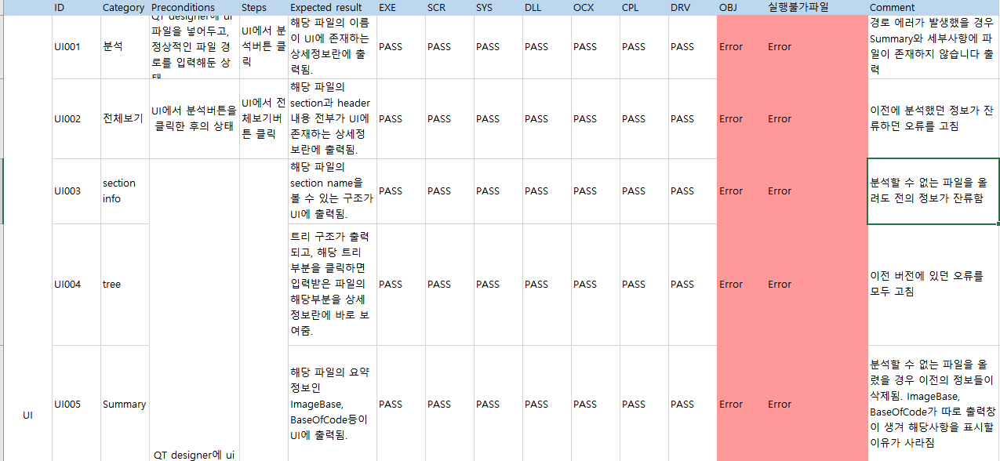 ID Category Preconditions Steps Expected result EXE SCR SYS DLL OCX CPL DRV OBJ 실행불가파일 Comment
UI001
분석
QT designer에 ui
파일을 넣어두고,
정상적인 파일 경
로를 입력해둔 상
태
UI에서 분
석버튼 클
릭
해당 파일의 이름
이 UI에 존재하는
상세정보란에 출
력됨.
PASS PASS PASS PASS PASS PASS PASS Error Error
경로 에러가 발생했을 경우
Summary와 세부사항에 파
일이 존재하지 않습니다 출
력
UI002
전체보기
UI에서 분석버튼을
클릭한 후의 상태
UI에서 전
체보기버
튼 클릭
해당 파일의
section과 header
내용 전부가 UI에
존재하는 상세정
보란에 출력됨.
PASS PASS PASS PASS PASS PASS PASS Error Error
이전에 분석했던 정보가 잔
류하던 오류를 고침
UI003
section
info
해당 파일의
section name을
볼 수 있는 구조가
UI에 출력됨.
PASS PASS PASS PASS PASS PASS PASS Error Error
분석할 수 없는 파일을 올
려도 전의 정보가 잔류함
UI004
tree
트리 구조가 출력
되고, 해당 트리
부분을 클릭하면
입력받은 파일의
해당부분을 상세
정보란에 바로 보
여줌.
PASS PASS PASS PASS PASS PASS PASS Error Error
이전 버전에 있던 오류를
모두 고침
UI
UI005
Summary
QT designer에 ui
해당 파일의 요약
정보인
ImageBase,
BaseOfCode등이
UI에 출력됨.
PASS PASS PASS PASS PASS PASS PASS Error Error
분석할 수 없는 파일을 올
렸을 경우 이전의 정보들이
삭제됨. ImageBase,
BaseOfCode가 따로 출력창
이 생겨 해당사항을 표시할
이유가 사라짐